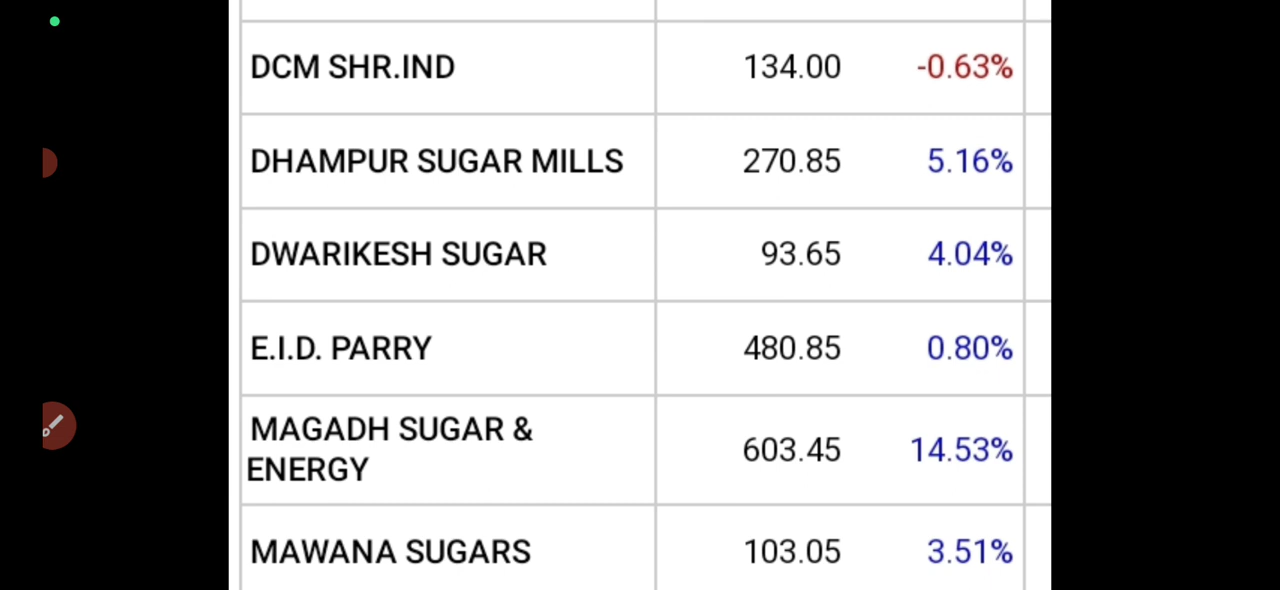 DCM SHR.IND 134.00 -0.63%
DHAMPUR SUGAR MILLS 270.85 5.16%
DWARIKESH SUGAR 93.65 4.04%
E.I.D. PARRY 480.85 0.80%
MAGADH SUGAR &
ENERGY 603.45 14.53%
MAWANA SUGARS 103.05 3.51%